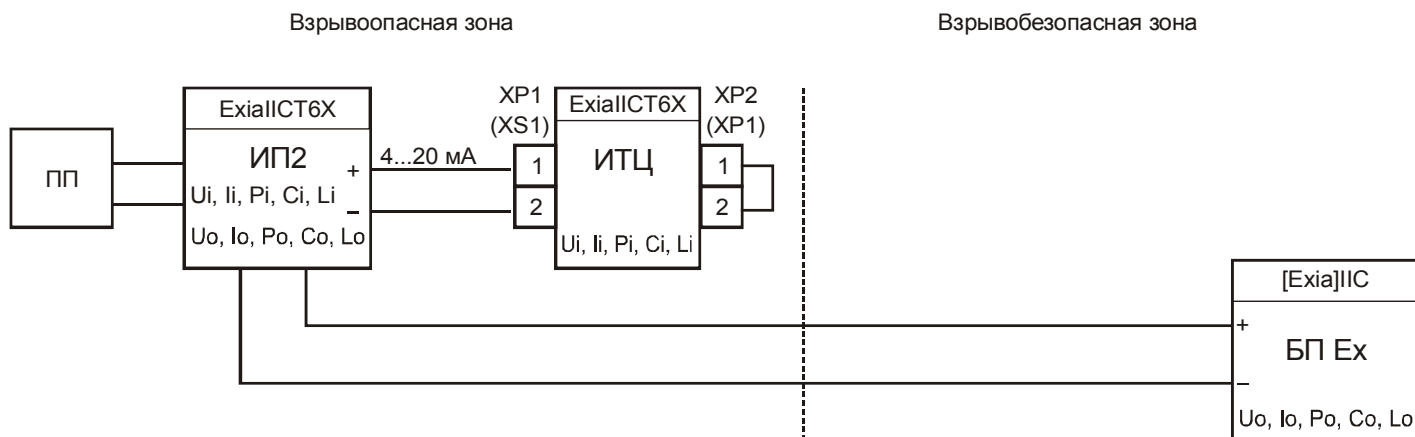 Взрывоопасная зона
Взрывобезопасная зона
ПП
ExiaIICT6X
ИП2
Ui, Ii, Pi, Ci, Li
Uo, Io, Po, Co, Lo
+
−
4...20 мА
XP1
(XS1)
1
2
ExiaIICT6X
ИТЦ
Ui, Ii, Pi, Ci, Li
XP2
(XP1)
1
2
[Exia]IIC
+
БП Ex
−
Uo, Io, Po, Co, Lo